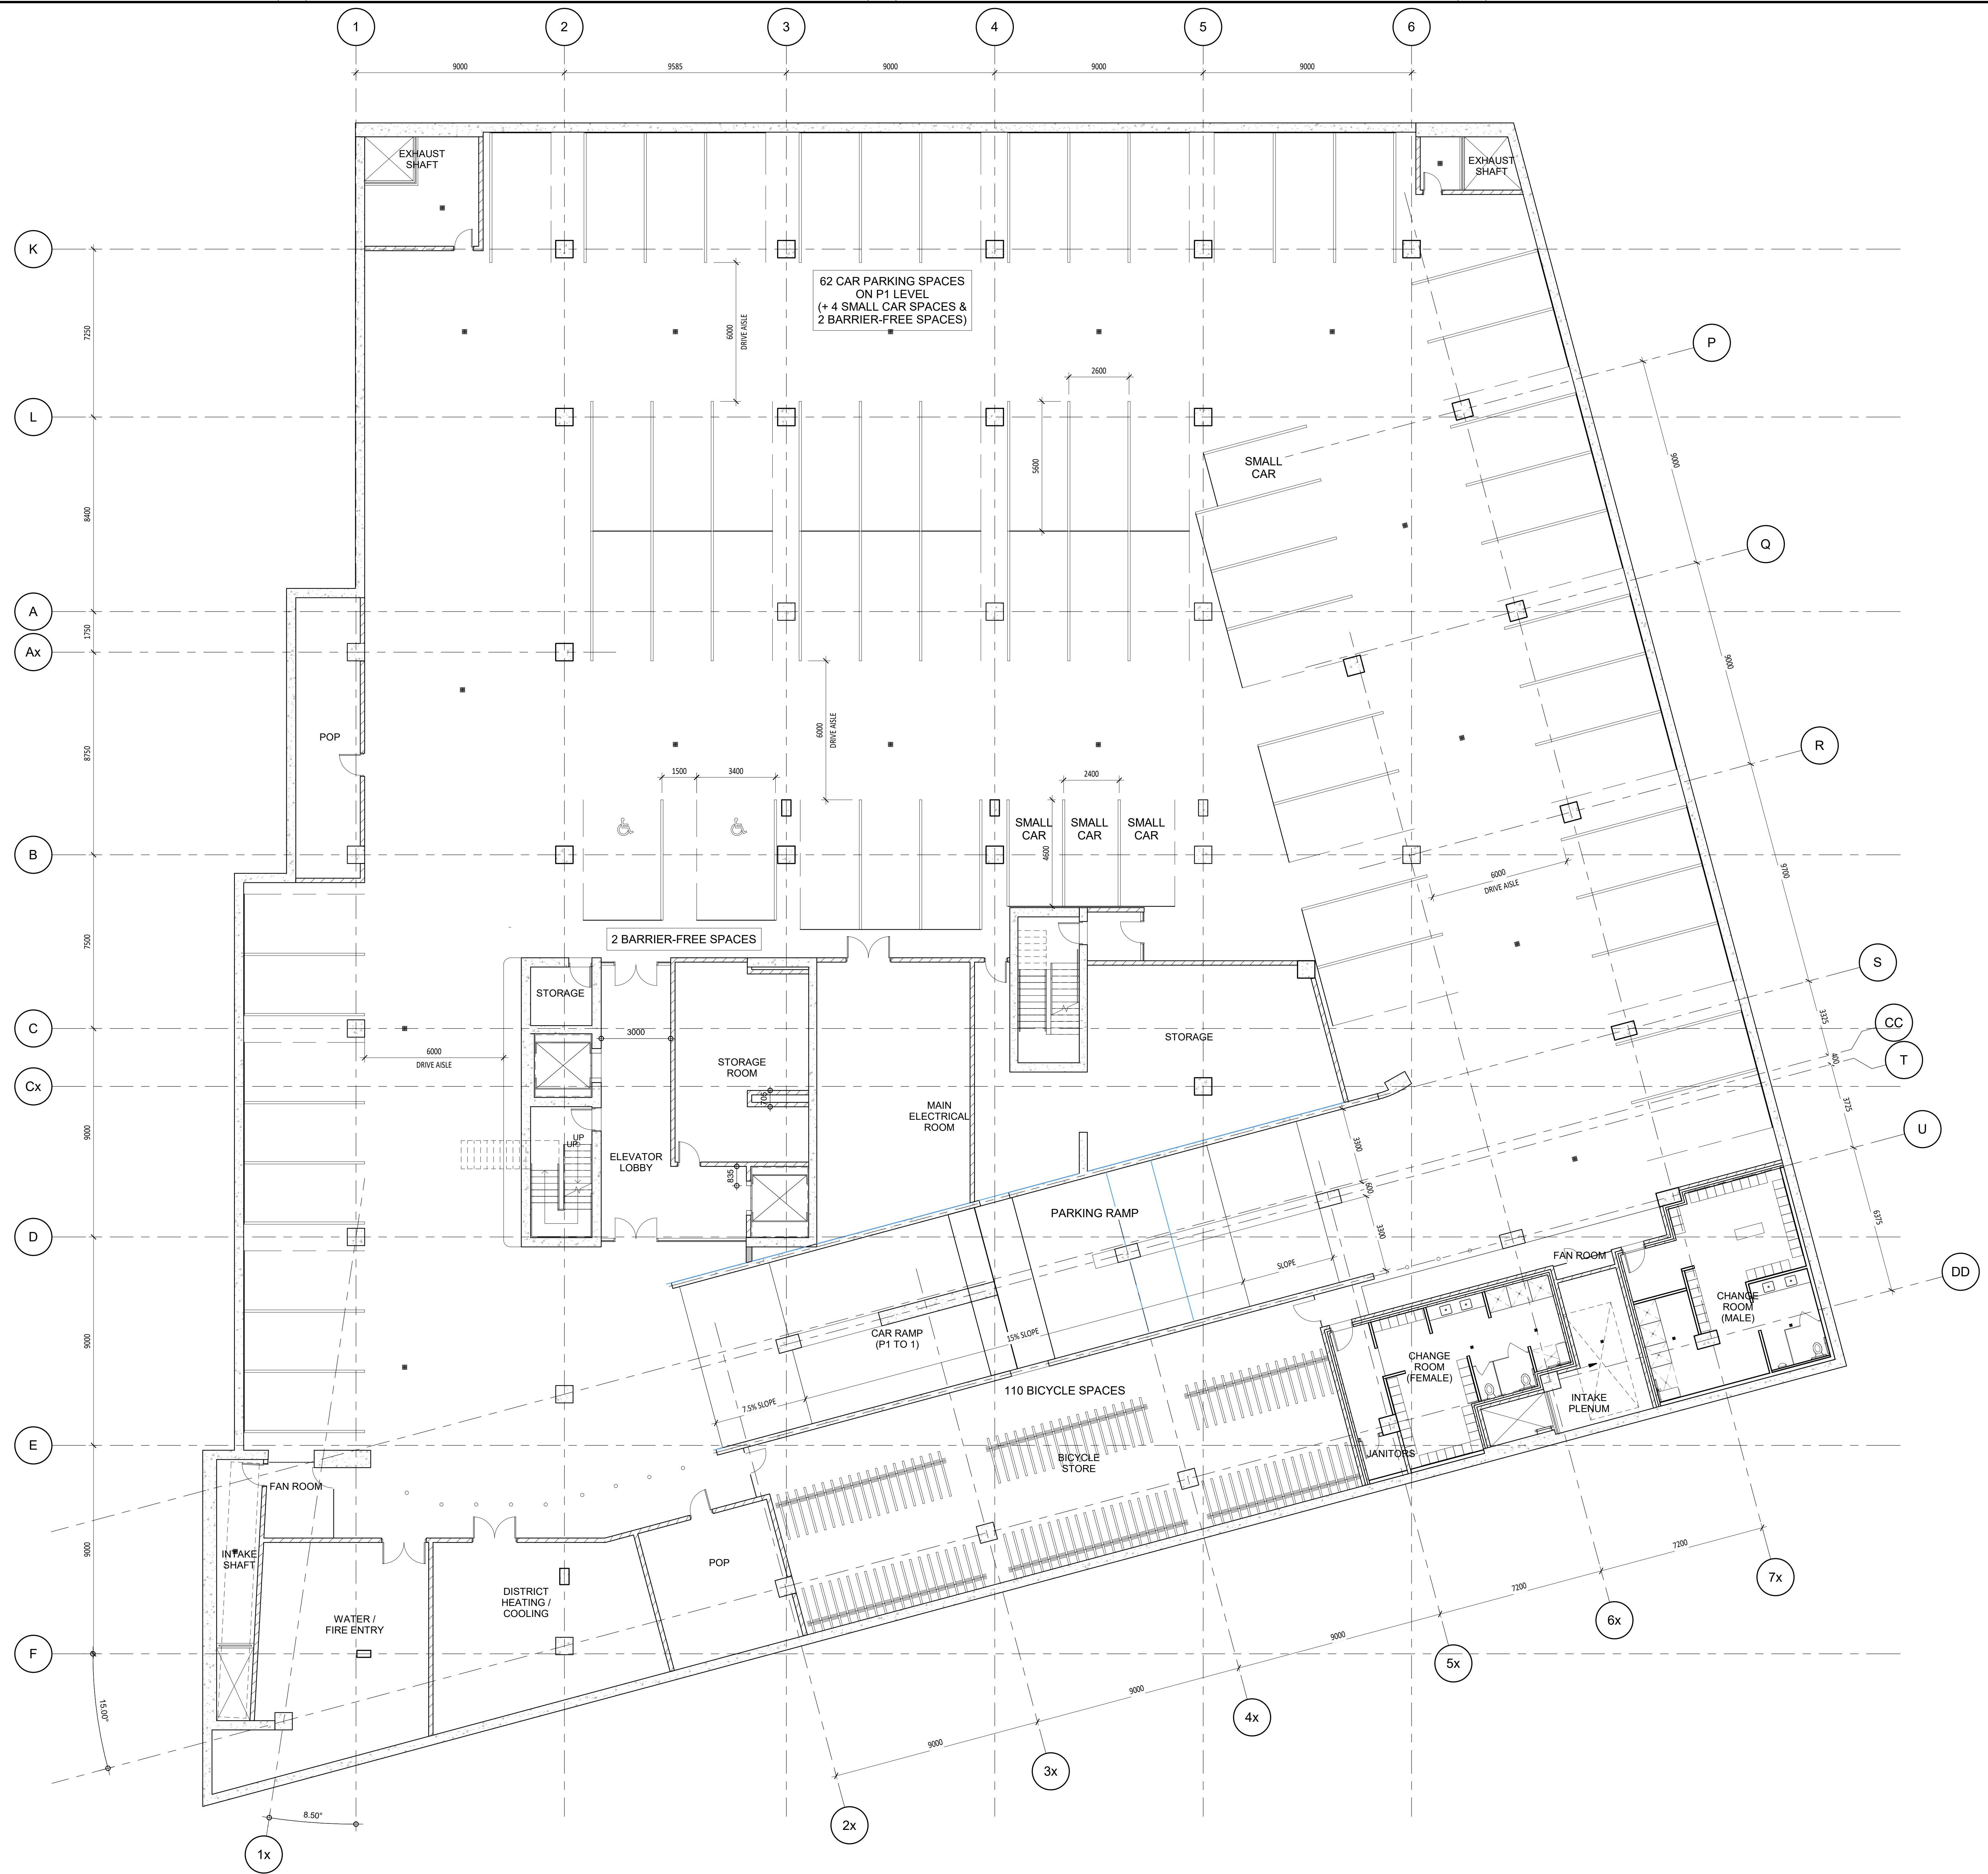 1
2
3
4
5
6
9000
9585
9000
9000
9000
EXHAUST
SHAFT
EXHAUST
SHAFT
K
62 CAR PARKING SPACES
ON P1 LEVEL
(+ 4 SMALL CAR SPACES &
2 BARRIER-FREE SPACES)
7250
6000
DRIVE AISLE
P
2600
L
SMALL
CAR
9000
5600
8400
Q
A
1750
Ax
9000
POP
8750
6000
DRIVE AISLE
R
1500
3400
2400
SMALL
CAR
SMALL
CAR
SMALL
CAR
4600
B
6000
DRIVE AISLE
9700
7500
2 BARRIER-FREE SPACES
S
STORAGE
C
3000
STORAGE
3325
CC
6000
DRIVE AISLE
STORAGE
ROOM
400
T
Cx
705
MAIN
ELECTRICAL
ROOM
3725
9000
UP
UP
ELEVATOR
LOBBY
835
3300
U
600
PARKING RAMP
3300
6375
D
FAN ROOM
SLOPE
DD
CHANGE
ROOM
(MALE)
CAR RAMP
(P1 TO 1)
15% SLOPE
9000
CHANGE
ROOM
(FEMALE)
110 BICYCLE SPACES
7.5% SLOPE
INTAKE
PLENUM
E
JANITORS
BICYCLE
STORE
FAN ROOM
9000
INTAKE
SHAFT
POP
7200
7x
DISTRICT
HEATING /
COOLING
7200
WATER /
FIRE ENTRY
6x
9000
F
5x
9000
15.00°
4x
9000
3x
8.50°
2x
1x